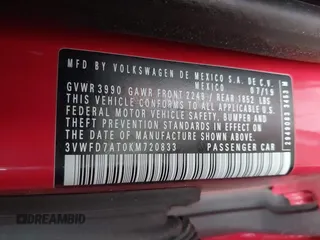 MFD BY VOLKSWAGEN DE MEXICO S.A. DE C.V.
MEXICO 07/19
GVWR 3990 GAWR FRONT 2249 / REAR 1852 LBS
THIS VEHICLE CONFORMS TO ALL APPLICABLE U.S.
FEDERAL MOTOR VEHICLE SAFETY, BUMPER AND
THEFT PREVENTION STANDARDS IN EFFECT ON
THE DATE OF MANUFACTURE SHOWN ABOVE.
3VWFD7AT0KM720833 PASSENGER CAR
DREAMBID